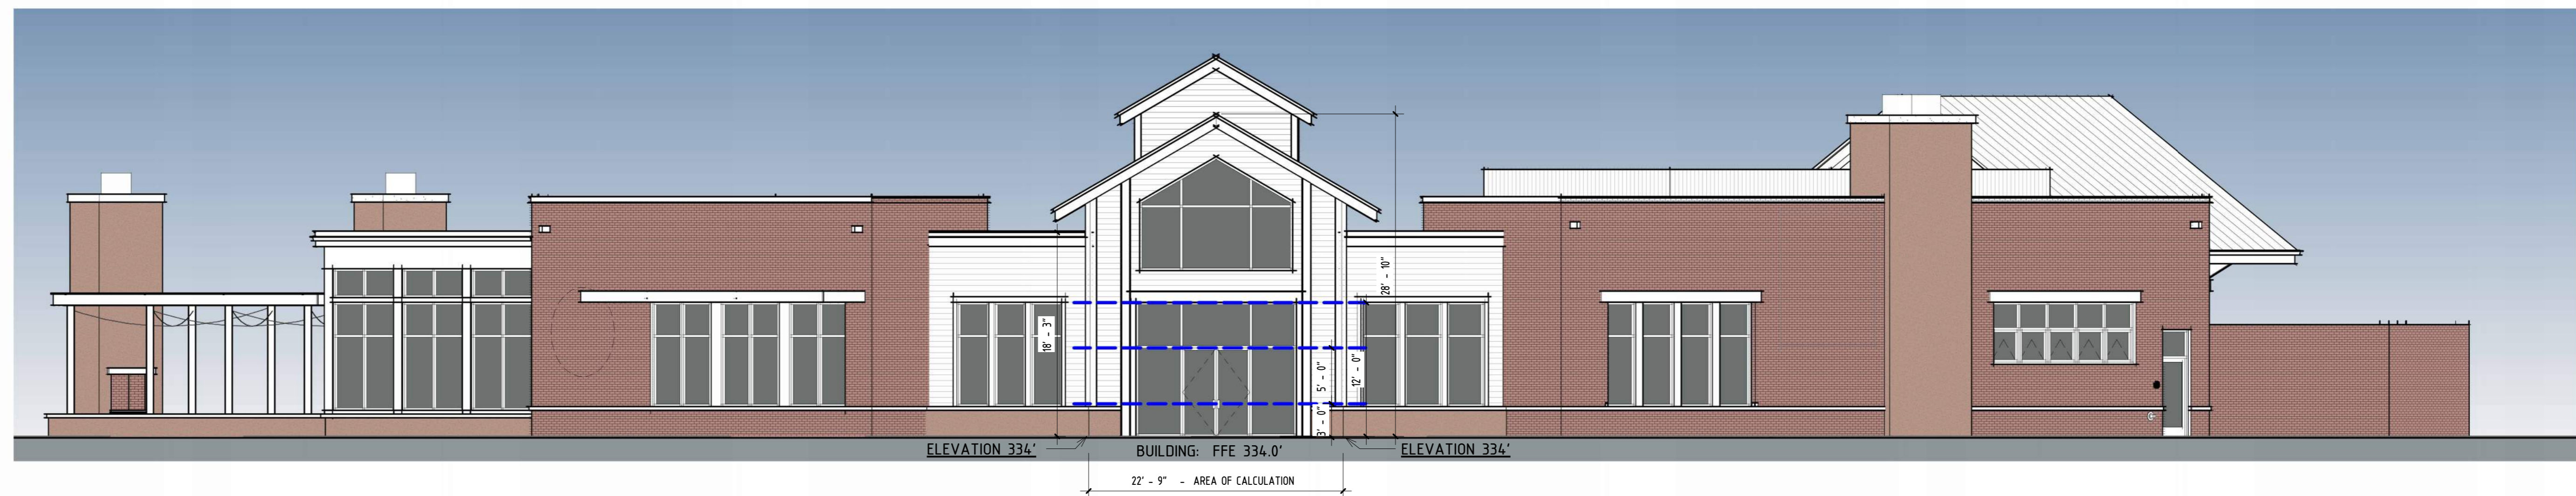 28' - 10"
18' - 3"
12' - 0"
5' - 0"
3' - 0"
ELEVATION 334'
BUILDING: FFE 334.0'
ELEVATION 334'
22' - 9" - AREA OF CALCULATION